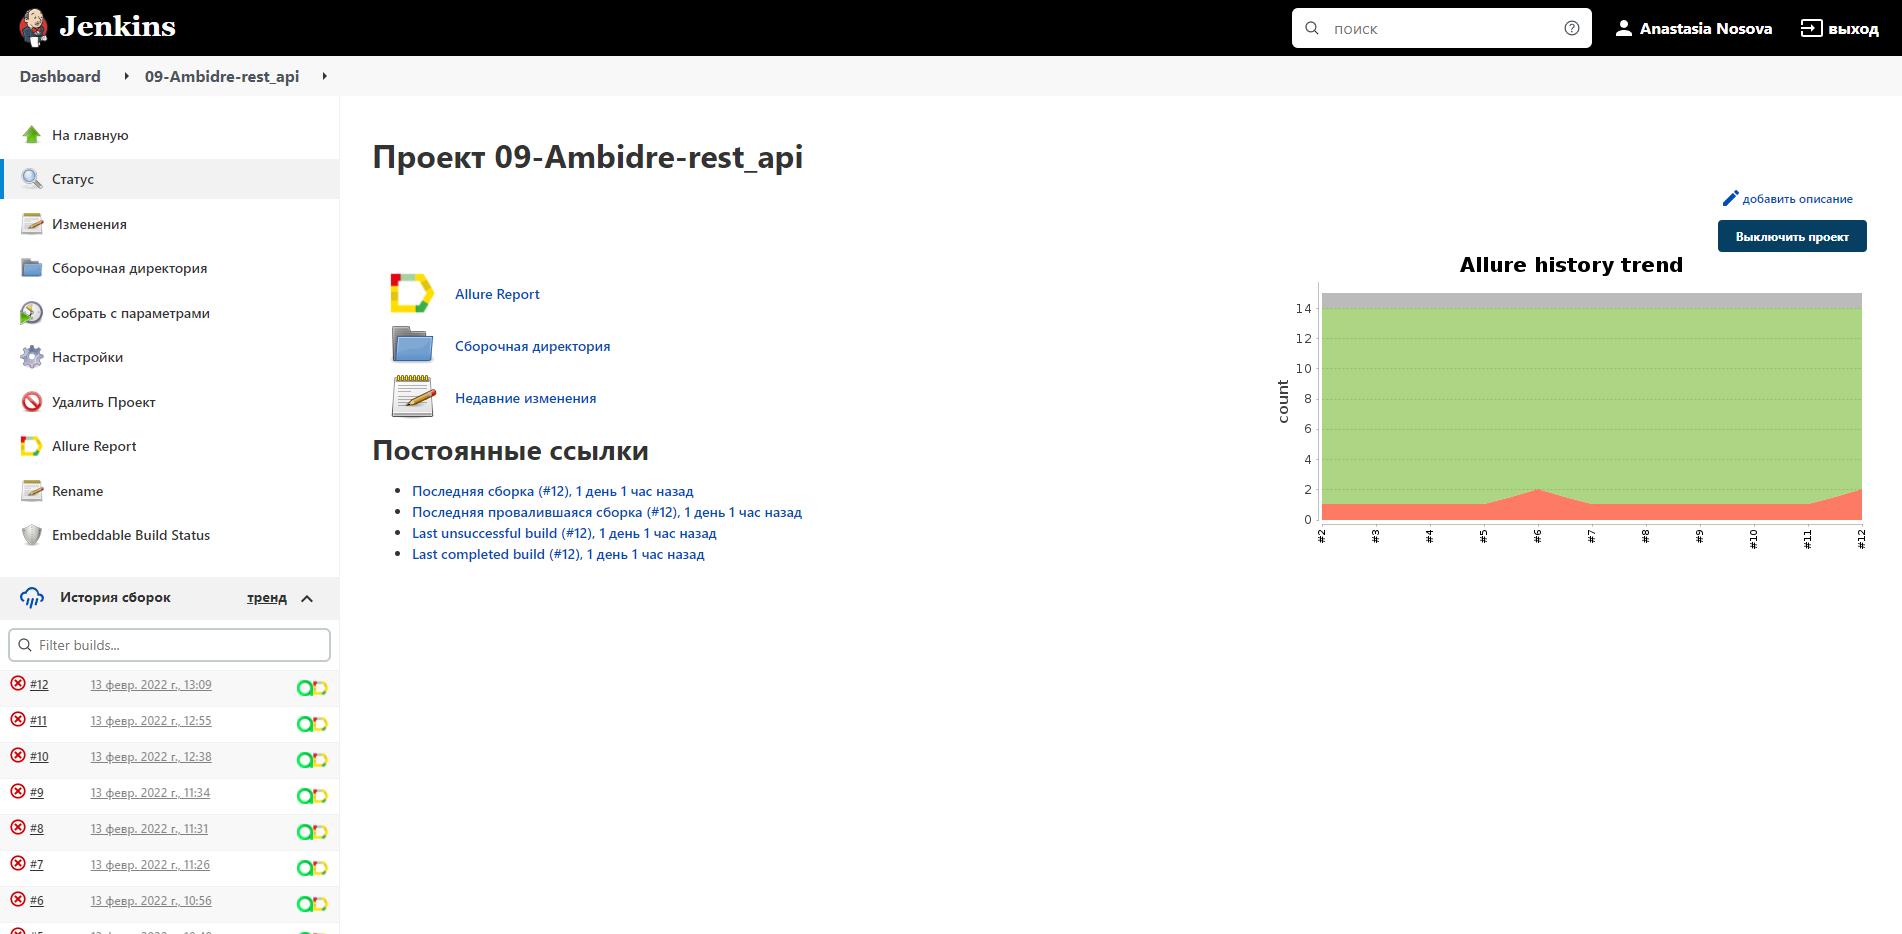 Jenkins
поиск
Anastasia Nosova
выход
Dashboard
09-Ambidre-rest_api
На главную
Статус
Изменения
Сборочная директория
Собрать с параметрами
Настройки
Удалить Проект
Allure Report
Rename
Embeddable Build Status
История сборок
тренд
Filter builds...
#12 13 февр. 2022 г., 13:09
#11 13 февр. 2022 г., 12:55
#10 13 февр. 2022 г., 12:38
#9 13 февр. 2022 г., 11:34
#8 13 февр. 2022 г., 11:31
#7 13 февр. 2022 г., 11:26
#6 13 февр. 2022 г., 10:56
Проект 09-Ambidre-rest_api
добавить описание
Выключить проект
Allure Report
Сборочная директория
Недавние изменения
Постоянные ссылки
Последняя сборка (#12), 1 день 1 час назад
Последняя провалившаяся сборка (#12), 1 день 1 час назад
Last unsuccessful build (#12), 1 день 1 час назад
Last completed build (#12), 1 день 1 час назад
Allure history trend
count
14
12
10
8
6
4
2
0
#2 #3 #4 #5 #6 #7 #8 #9 #10 #11 #12